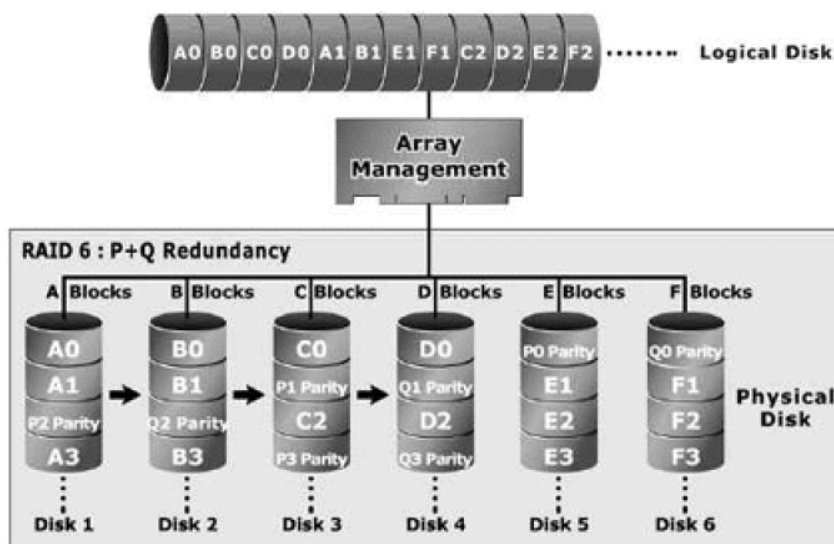 A0 B0 C0 D0 A1 B1 E1 F1 C2 D2 E2 F2 Logical Disk
Array
Management
RAID 6 : P+Q Redundancy
A Blocks B Blocks C Blocks D Blocks E Blocks F Blocks
A0 B0 C0 D0 P0 Parity Q0 Parity
A1 B1 P1 Parity Q1 Parity E1 F1
P2 Parity Q2 Parity C2 D2 E2 F2
A3 B3 P3 Parity Q3 Parity E3 F3
Physical
Disk
Disk 1 Disk 2 Disk 3 Disk 4 Disk 5 Disk 6